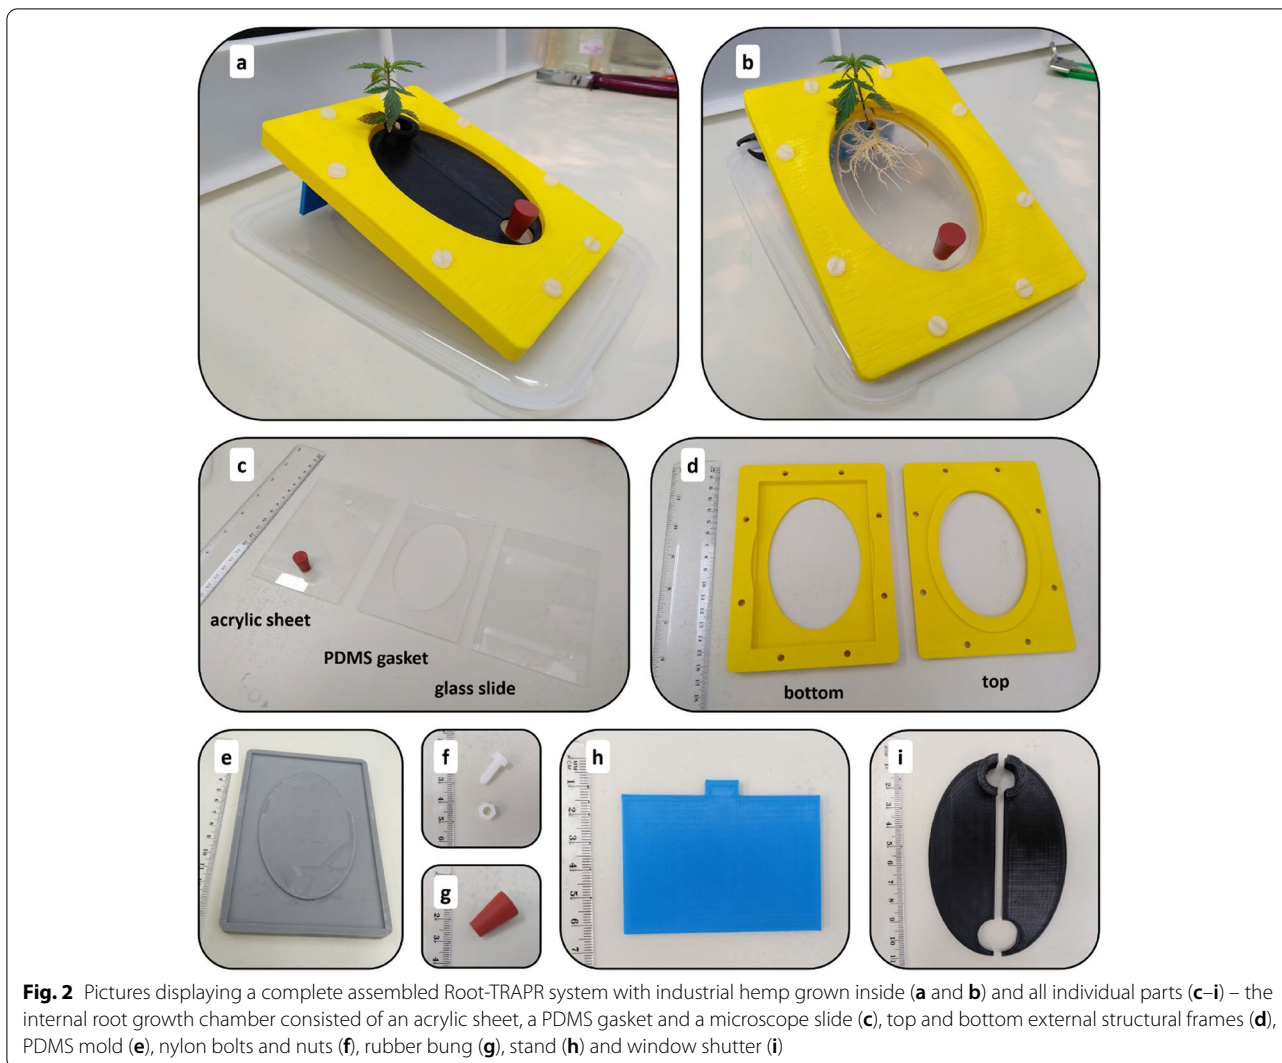 a
b
c
acrylic sheet
PDMS gasket
glass slide
d
bottom
top
e
f
g
h
i
Fig. 2 Pictures displaying a complete assembled Root-TRAPR system with industrial hemp grown inside (a and b) and all individual parts (c–i) – the
internal root growth chamber consisted of an acrylic sheet, a PDMS gasket and a microscope slide (c), top and bottom external structural frames (d),
PDMS mold (e), nylon bolts and nuts (f), rubber bung (g), stand (h) and window shutter (i)